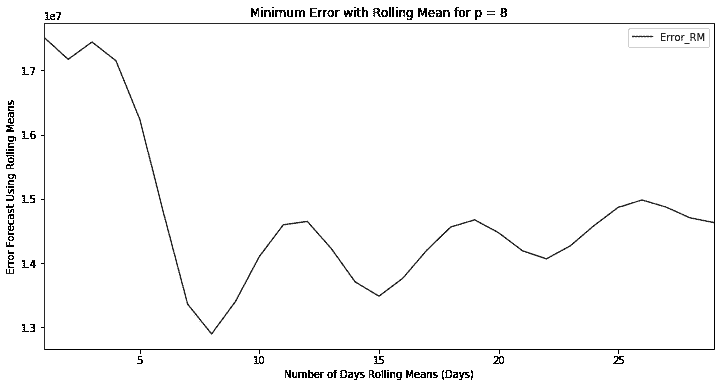 Minimum Error with Rolling Mean for p = 8
1e7
Error_RM
1.7
1.6
1.5
1.4
1.3
Error Forecast Using Rolling Means
5 10 15 20 25
Number of Days Rolling Means (Days)